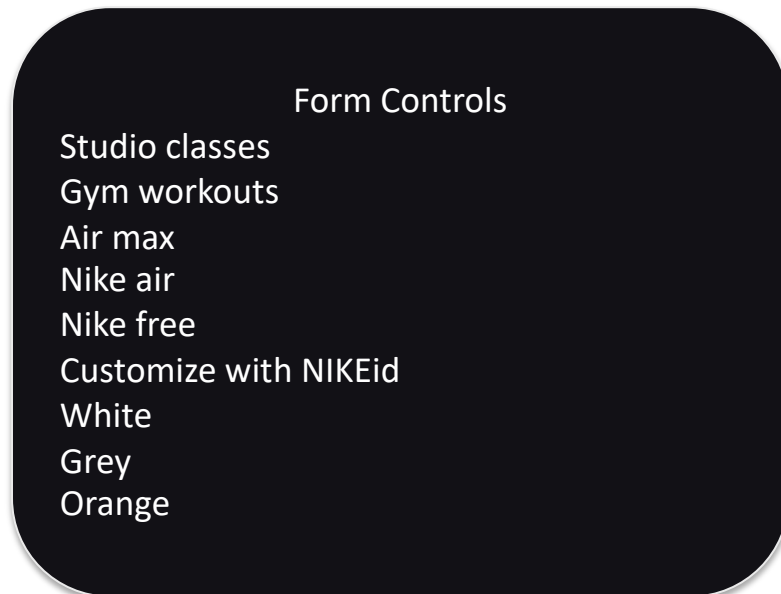 Form Controls
Studio classes
Gym workouts
Air max
Nike air
Nike free
Customize with NIKEid
White
Grey
Orange